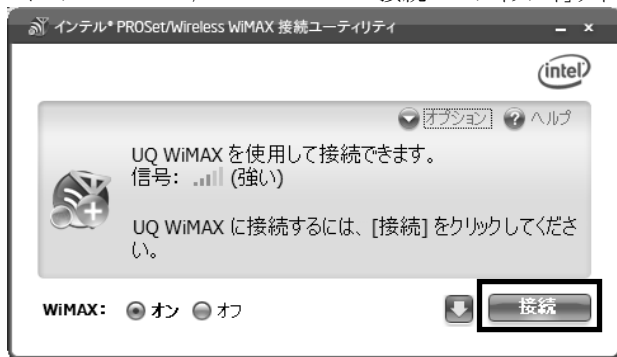 インテル® PROSet/Wireless WiMAX 接続ユーティリティ
intel
オプション ヘルプ
UQ WiMAX を使用して接続できます。
信号: (強い)
UQ WiMAX に接続するには、[接続] をクリックしてくださ
い。
WiMAX: オン オフ 接続